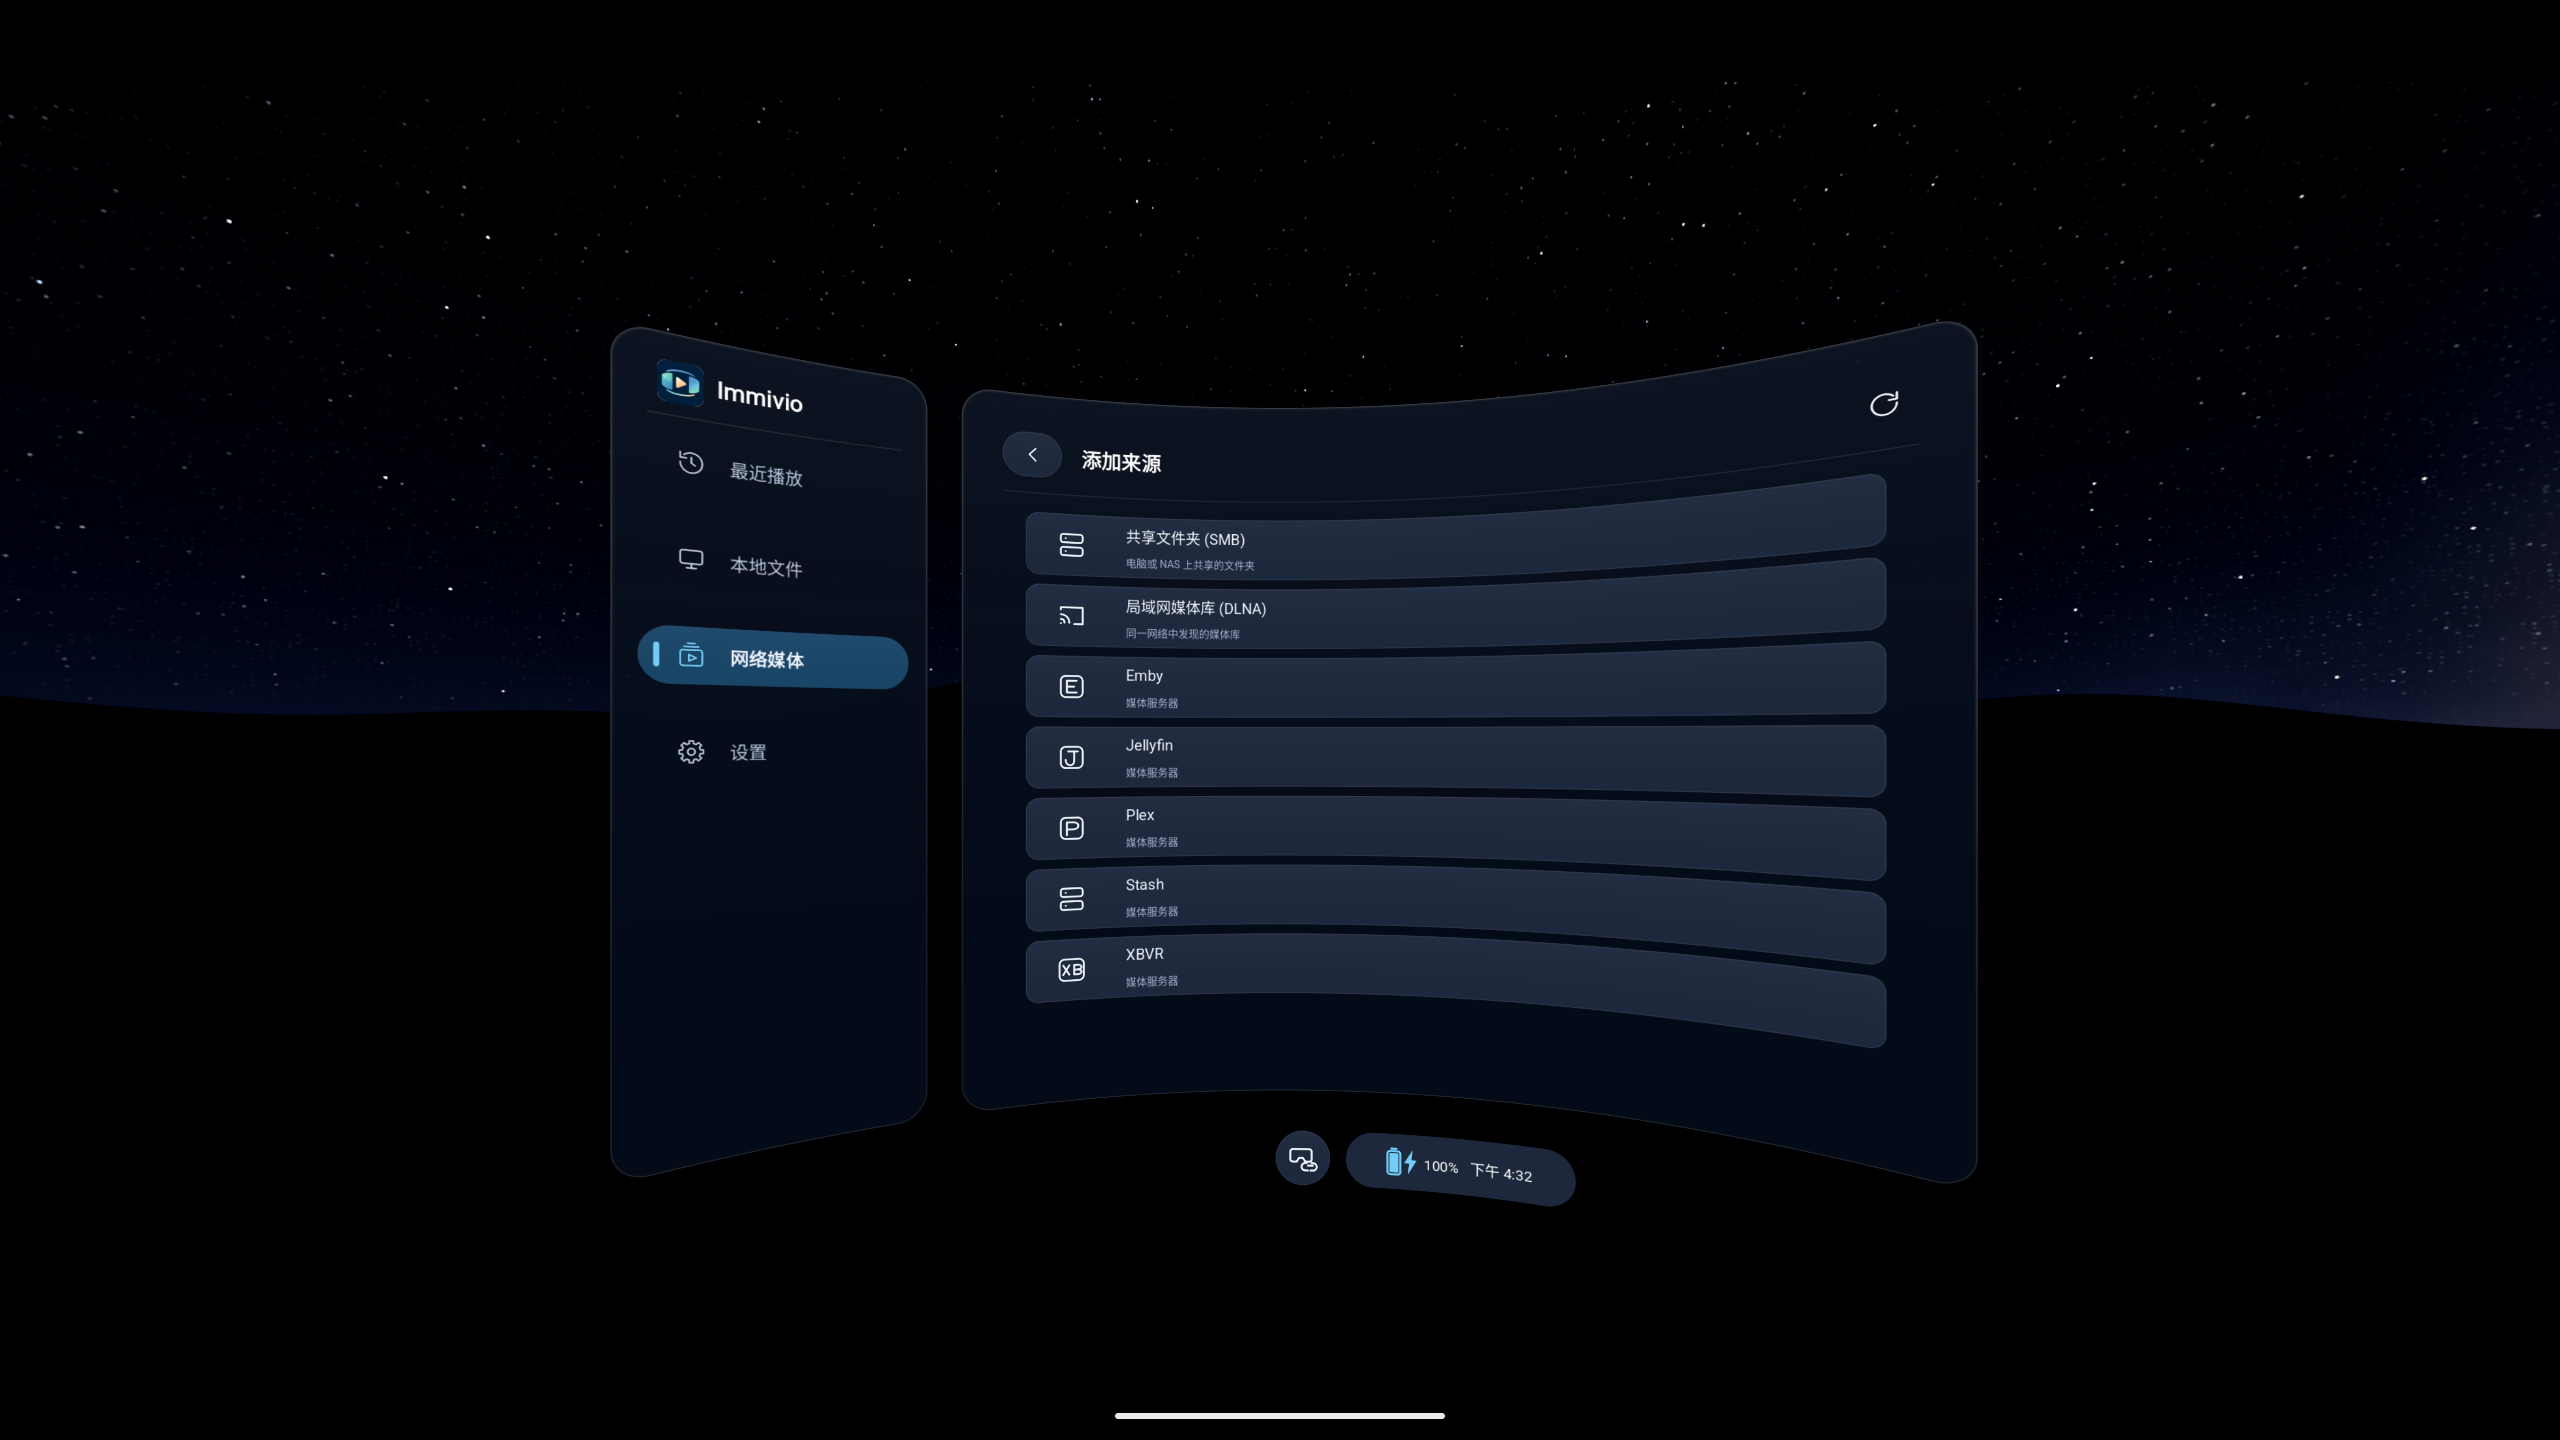 Immivio
最近播放
本地文件
网络媒体
设置
添加来源
共享文件夹 (SMB)
电脑或 NAS 上共享的文件夹
局域网媒体库 (DLNA)
同一网络中发现的媒体库
Emby
媒体服务器
Jellyfin
媒体服务器
Plex
媒体服务器
Stash
媒体服务器
XBVR
媒体服务器
100% 下午 4:32